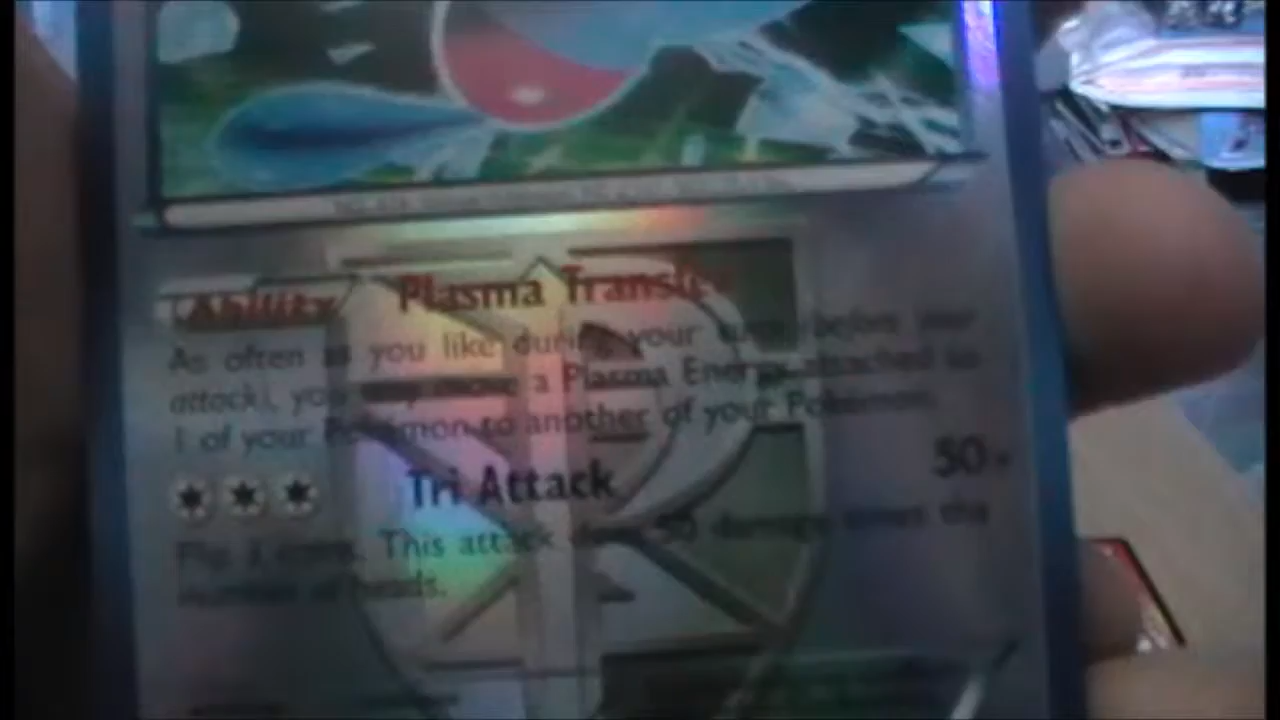 Ability Plasma Transfer
As often as you like during your turn (before your
attack), you may move a Plasma Energy attached to
1 of your Pokémon to another of your Pokémon.
Tri Attack 50×
Flip 3 coins. This attack does 50 damage times the
number of heads.